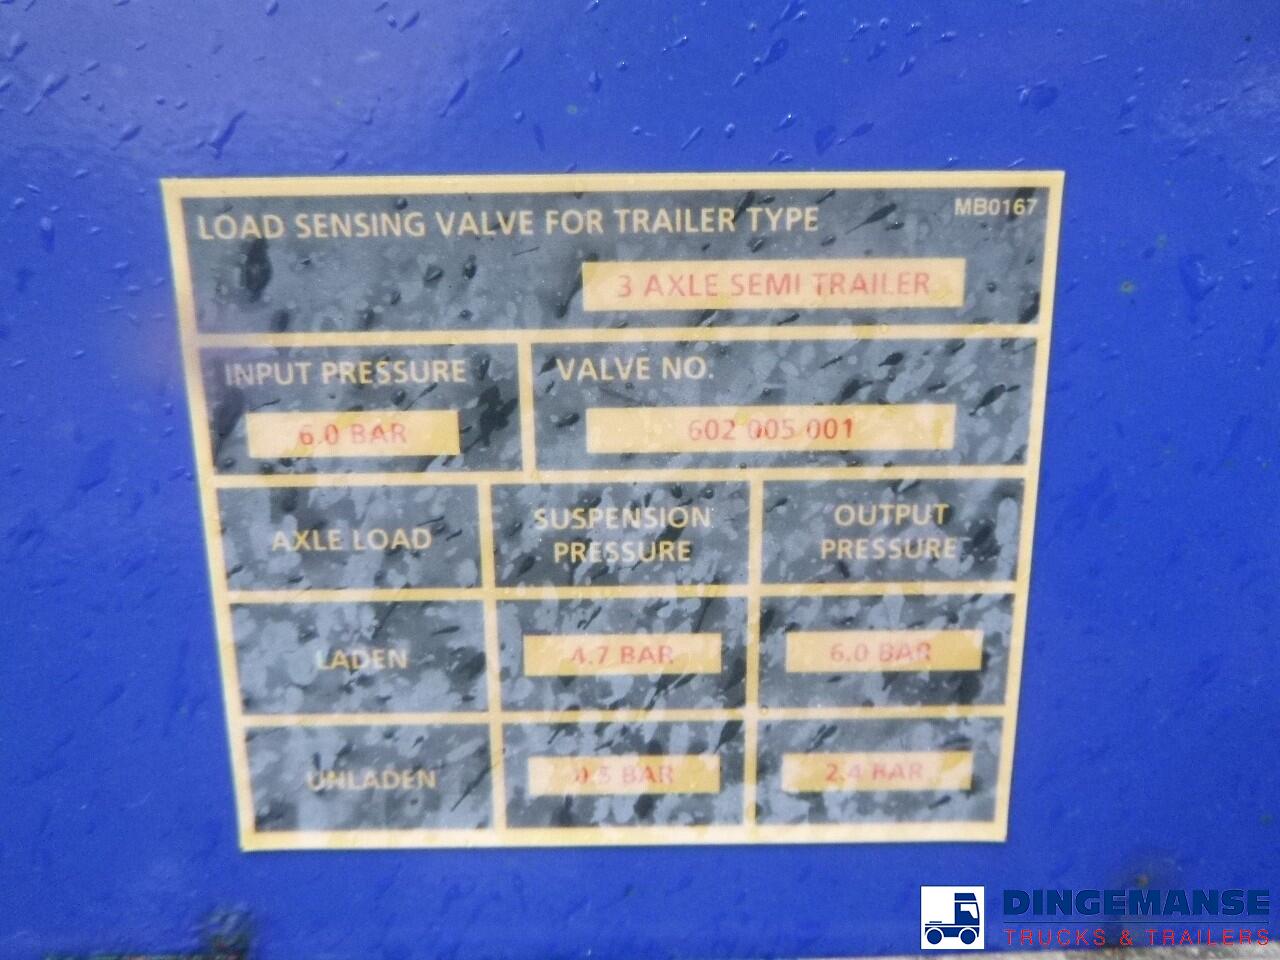 LOAD SENSING VALVE FOR TRAILER TYPE
MB0167
3 AXLE SEMI TRAILER
INPUT PRESSURE
6.0 BAR
VALVE NO.
602 005 001
AXLE LOAD
SUSPENSION
PRESSURE
OUTPUT
PRESSURE
LADEN
4.7 BAR
6.0 BAR
UNLADEN
BAR
2.4 BAR
DINGEMANSE
TRUCKS & TRAILERS